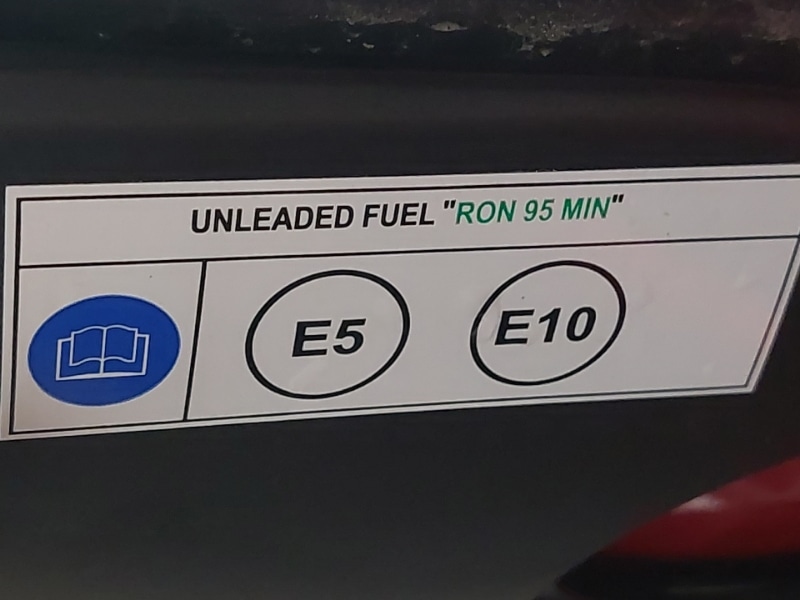 UNLEADED FUEL "RON 95 MIN"
E5 E10